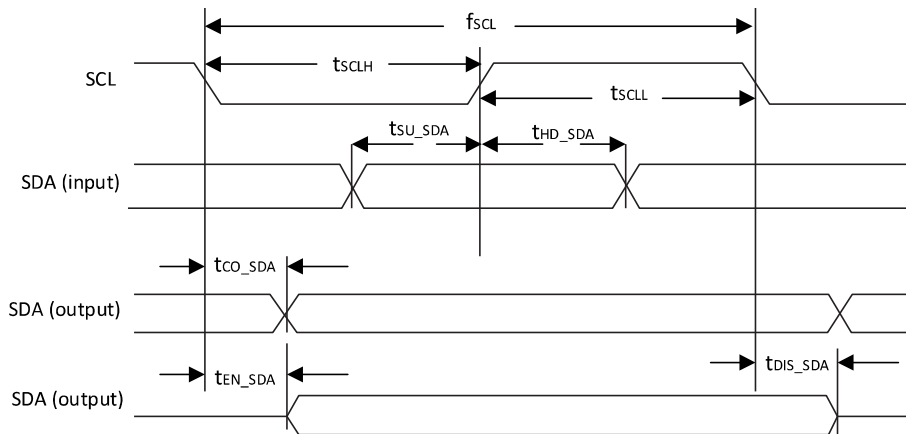 fSCL
SCL
tSCLH
tSCLL
tSU_SDA
tHD_SDA
SDA (input)
tCO_SDA
SDA (output)
tEN_SDA
tDIS_SDA
SDA (output)